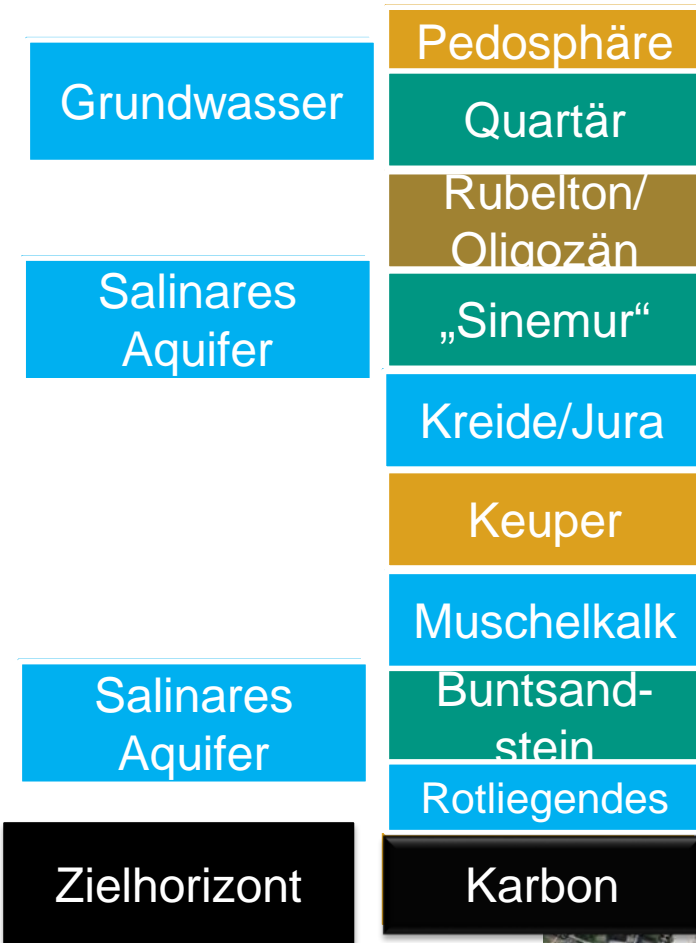 Pedosphäre
Grundwasser
Quartär
Rubelton/
Oligozän
Salinares
Aquifer
„Sinemur“
Kreide/Jura
Keuper
Muschelkalk
Salinares
Aquifer
Buntsand-
stein
Rotliegendes
Zielhorizont
Karbon